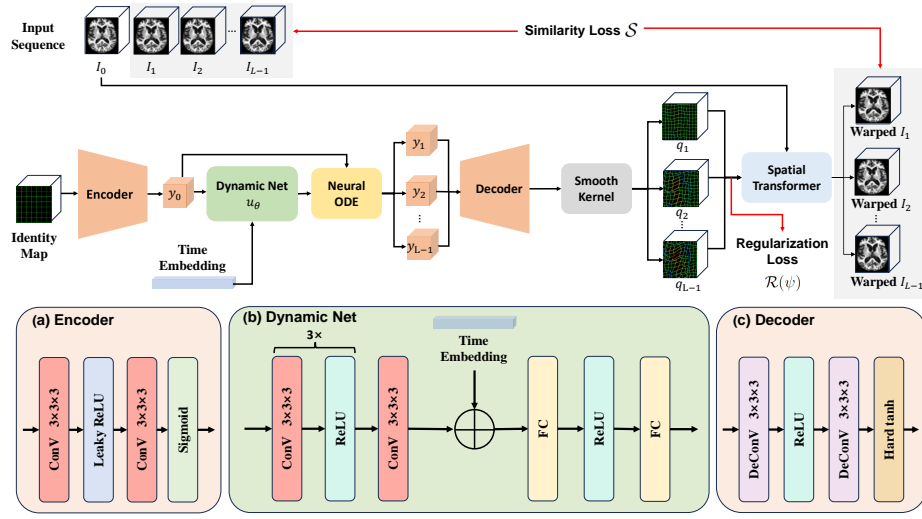 Input
Sequence
I_0
I_1
I_2
...
I_{L−1}
Similarity Loss 𝒮
Warped I_1
Warped I_2
⋮
Warped I_{L−1}
Identity
Map
Encoder
y_0
Dynamic Net
u_θ
Time
Embedding
Neural
ODE
y_1
y_2
⋮
y_{L−1}
Decoder
Smooth
Kernel
q_1
q_2
⋮
q_{L−1}
Spatial
Transformer
Regularization
Loss
ℛ(ψ)
(a) Encoder
ConV 3×3×3
Leaky ReLU
ConV 3×3×3
Sigmoid
(b) Dynamic Net
3×
ConV 3×3×3
ReLU
ConV 3×3×3
Time
Embedding
FC
ReLU
FC
(c) Decoder
DeConV 3×3×3
ReLU
DeConV 3×3×3
Hard tanh